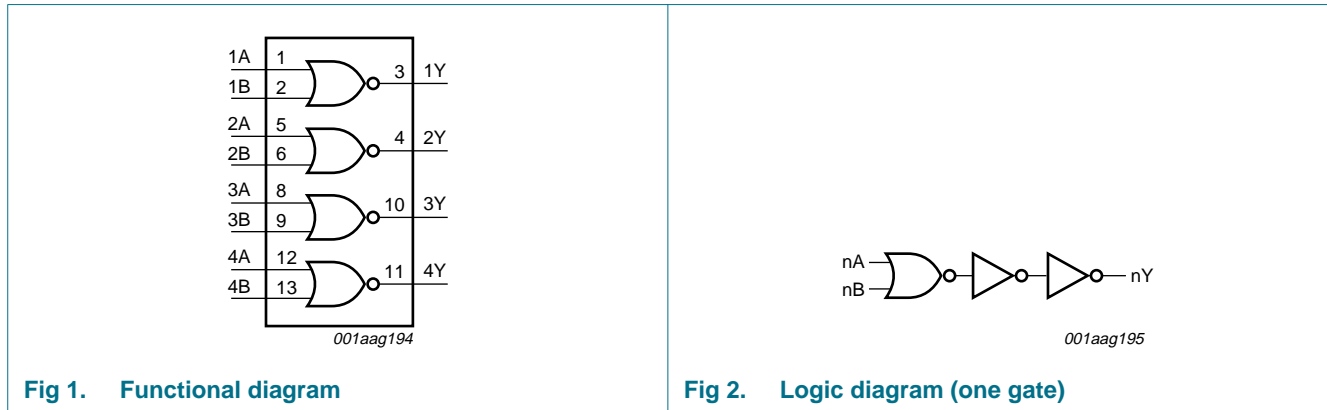 1A 1 3 1Y
1B 2
2A 5 4 2Y
2B 6
3A 8 10 3Y
3B 9
4A 12 11 4Y
4B 13
001aag194
Fig 1. Functional diagram
nA nY
nB
001aag195
Fig 2. Logic diagram (one gate)